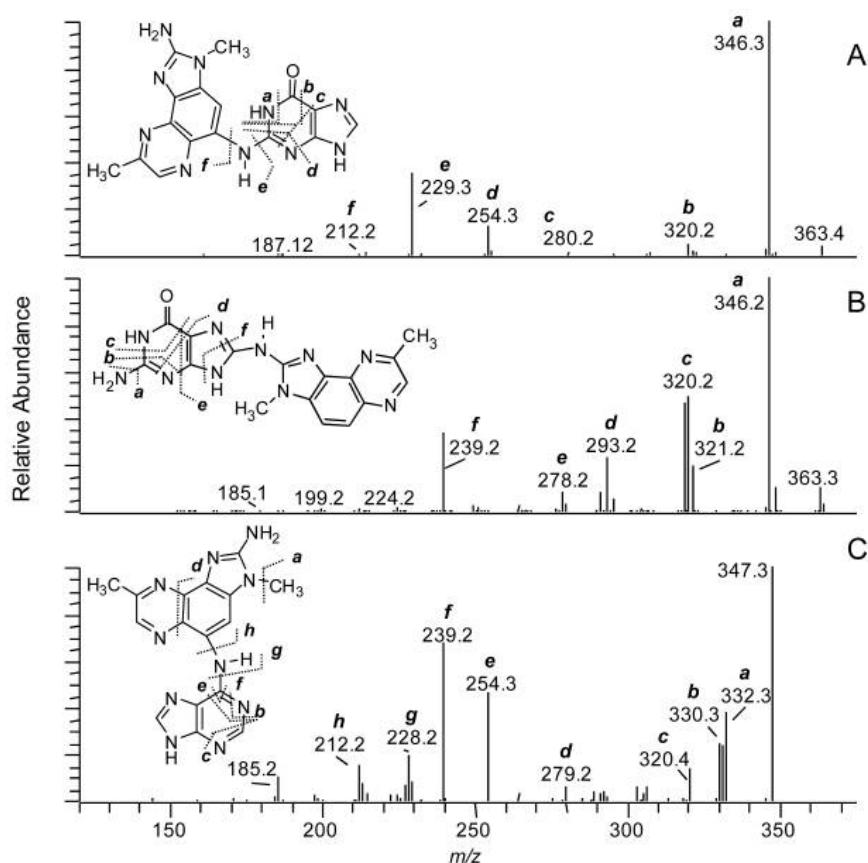 Relative Abundance
A
NH₂
CH₃
N
N
O
N
a b c
HN
N
N
N
N
H₃C
N
N
H
f
e
d
a
346.3
e
229.3
f
212.2
187.12
d
254.3
c
280.2
b
320.2
363.4
B
O
d
HN
N
H
N
f
c
b
H₂N
a
N
N
H
e
N
N
N
H₃C
N
CH₃
N
a
346.2
c
320.2
b
321.2
d
293.2
e
278.2
f
239.2
185.1
199.2
224.2
363.3
C
NH₂
d
N
a
H₃C
N
N
CH₃
N
h
N
H
g
e
f
N
N
b
N
H
c
N
347.3
f
239.2
e
254.3
a
332.3
b
330.3
c
320.4
d
279.2
g
228.2
h
212.2
185.2
150 200 250 300 350
m/z